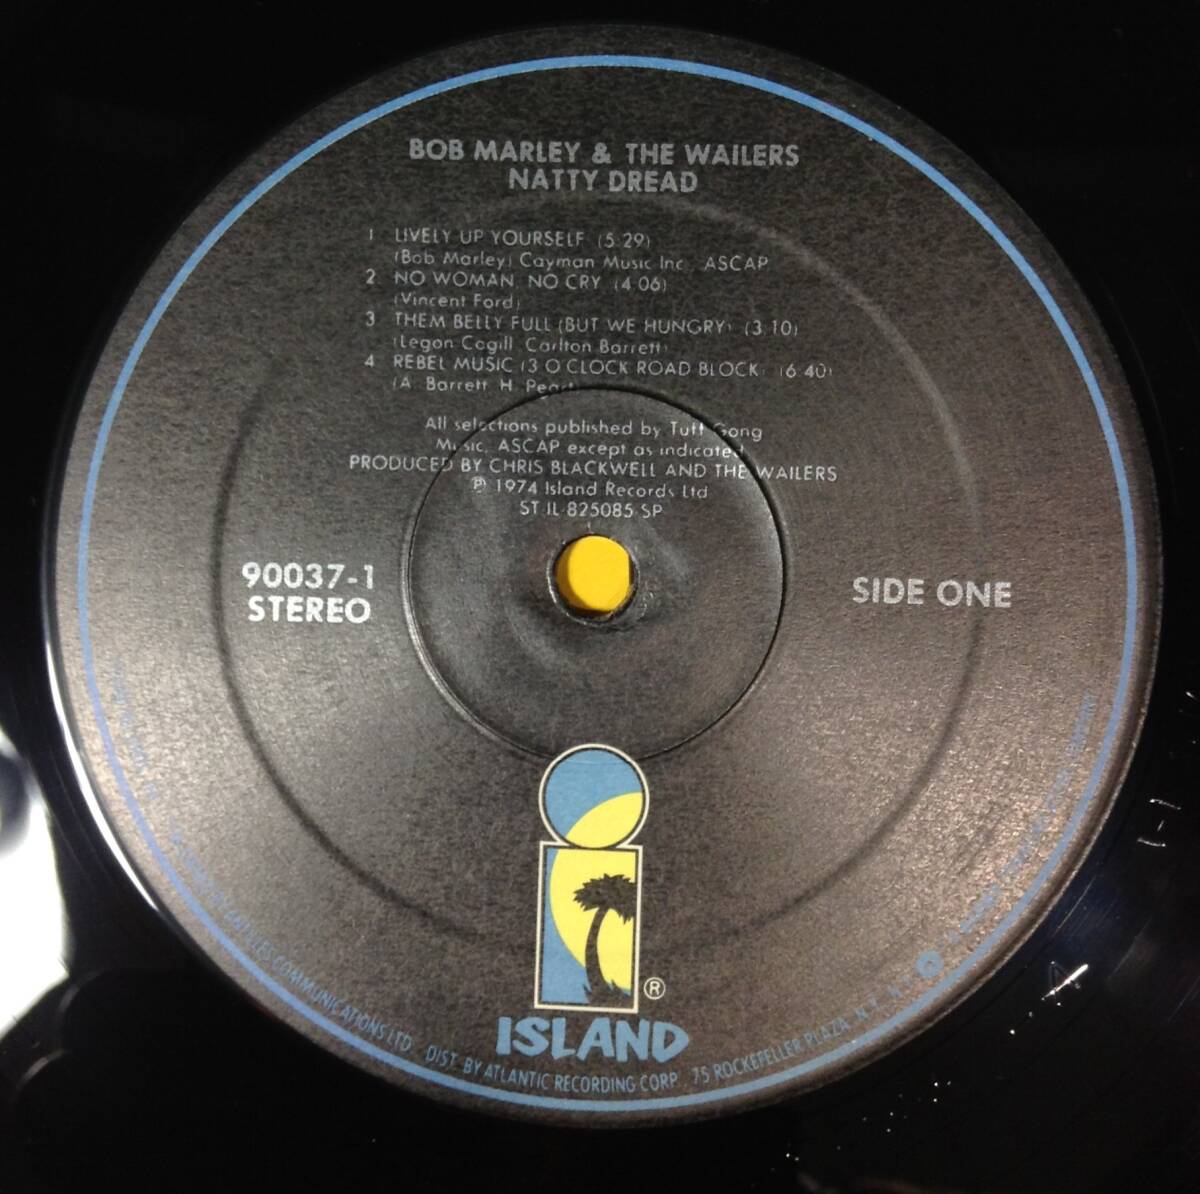 BOB MARLEY & THE WAILERS
NATTY DREAD
1 LIVELY UP YOURSELF (5:29)
(Bob Marley) Cayman Music Inc., ASCAP
2 NO WOMAN, NO CRY (4:06)
(Vincent Ford)
3 THEM BELLY FULL (BUT WE HUNGRY) (3:10)
(Legon Cogill, Carlton Barrett)
4 REBEL MUSIC (3 O'CLOCK ROAD BLOCK) (6:40)
(A. Barrett, H. Peart)
All selections published by Tuff Gong
Music, ASCAP except as indicated
PRODUCED BY CHRIS BLACKWELL AND THE WAILERS
℗ 1974 Island Records Ltd
ST-IL-825085-SP
90037-1
STEREO
SIDE ONE
®
ISLAND
COMMUNICATIONS LTD. DIST. BY ATLANTIC RECORDING CORP., 75 ROCKEFELLER PLAZA, N.Y., N.Y.
A